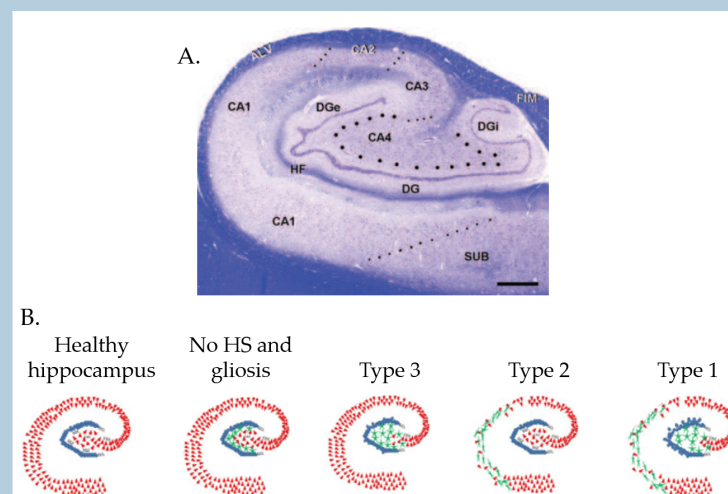 A.
ALV
CA2
CA3
CA1
DGe
FIM
CA4
DGi
HF
DG
CA1
SUB
B.
Healthy
hippocampus
No HS and
gliosis
Type 3
Type 2
Type 1